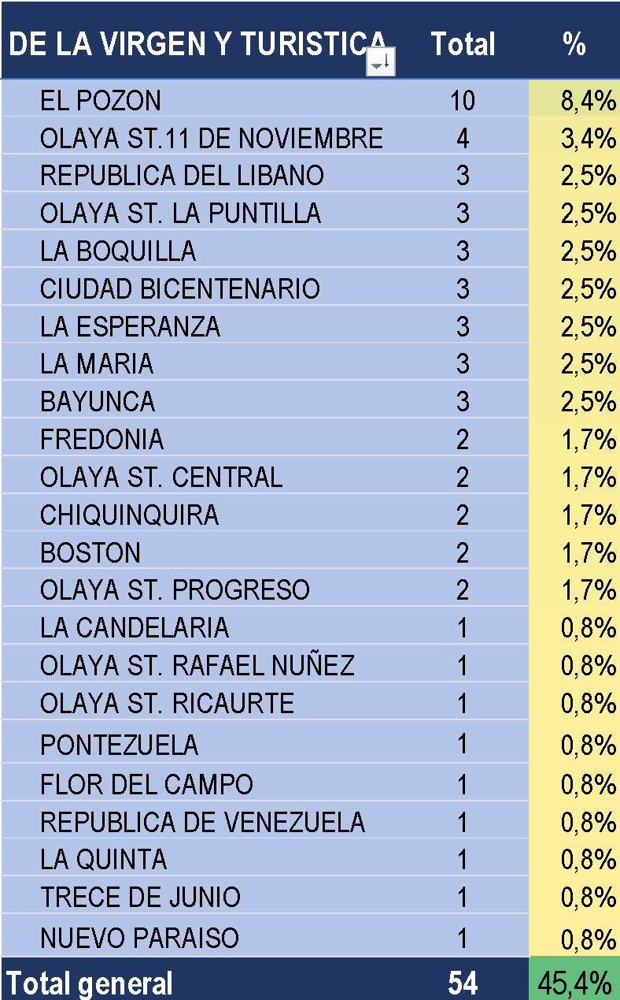 DE LA VIRGEN Y TURISTICA Total %
EL POZON 10 8,4%
OLAYA ST.11 DE NOVIEMBRE 4 3,4%
REPUBLICA DEL LIBANO 3 2,5%
OLAYA ST. LA PUNTILLA 3 2,5%
LA BOQUILLA 3 2,5%
CIUDAD BICENTENARIO 3 2,5%
LA ESPERANZA 3 2,5%
LA MARIA 3 2,5%
BAYUNCA 3 2,5%
FREDONIA 2 1,7%
OLAYA ST. CENTRAL 2 1,7%
CHIQUINQUIRA 2 1,7%
BOSTON 2 1,7%
OLAYA ST. PROGRESO 2 1,7%
LA CANDELARIA 1 0,8%
OLAYA ST. RAFAEL NUÑEZ 1 0,8%
OLAYA ST. RICAURTE 1 0,8%
PONTEZUELA 1 0,8%
FLOR DEL CAMPO 1 0,8%
REPUBLICA DE VENEZUELA 1 0,8%
LA QUINTA 1 0,8%
TRECE DE JUNIO 1 0,8%
NUEVO PARAISO 1 0,8%
Total general 54 45,4%